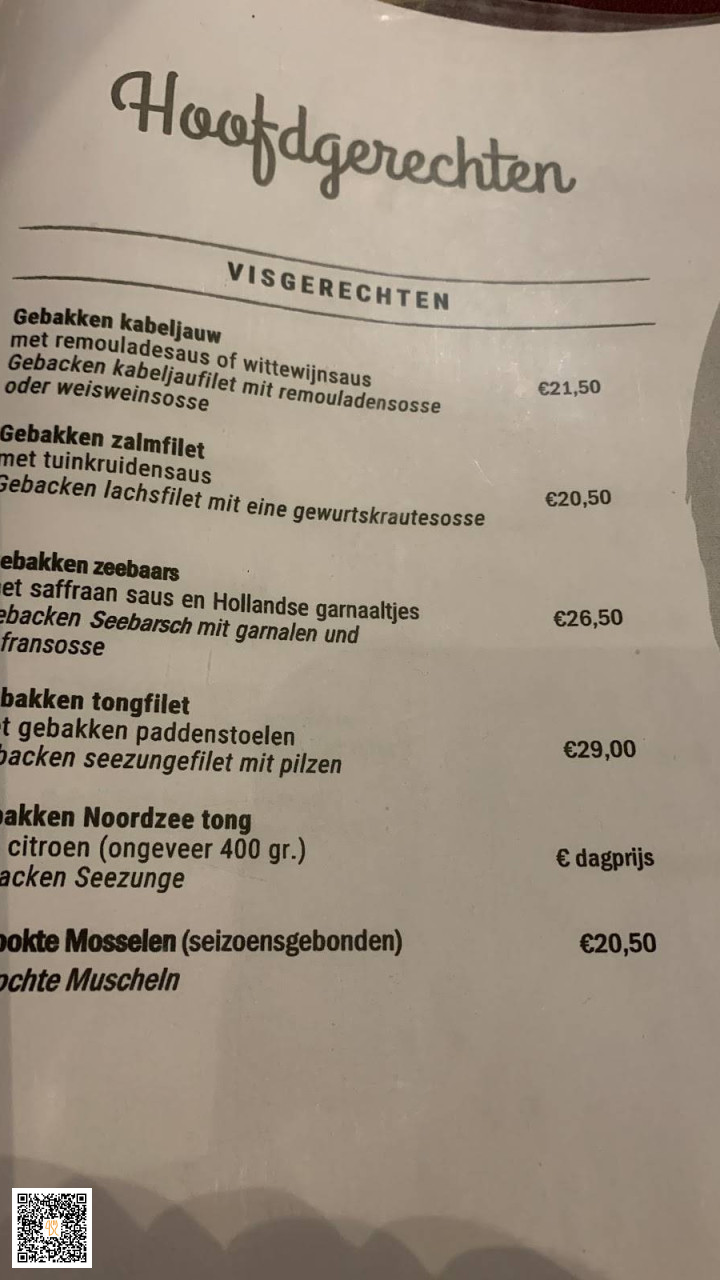 Hoofdgerechten
VISGERECHTEN
Gebakken kabeljauw
met remouladesaus of wittewijnsaus
Gebacken kabeljaufilet mit remouladensosse
oder weisweinsosse
€21,50
Gebakken zalmfilet
met tuinkruidensaus
Gebacken lachsfilet mit eine gewurtskrautesosse
€20,50
ebakken zeebaars
et saffraan saus en Hollandse garnaaltjes
ebacken Seebarsch mit garnalen und
fransosse
€26,50
bakken tongfilet
t gebakken paddenstoelen
backen seezungefilet mit pilzen
€29,00
bakken Noordzee tong
citroen (ongeveer 400 gr.)
acken Seezunge
€ dagprijs
ookte Mosselen (seizoensgebonden)
ochte Muscheln
€20,50